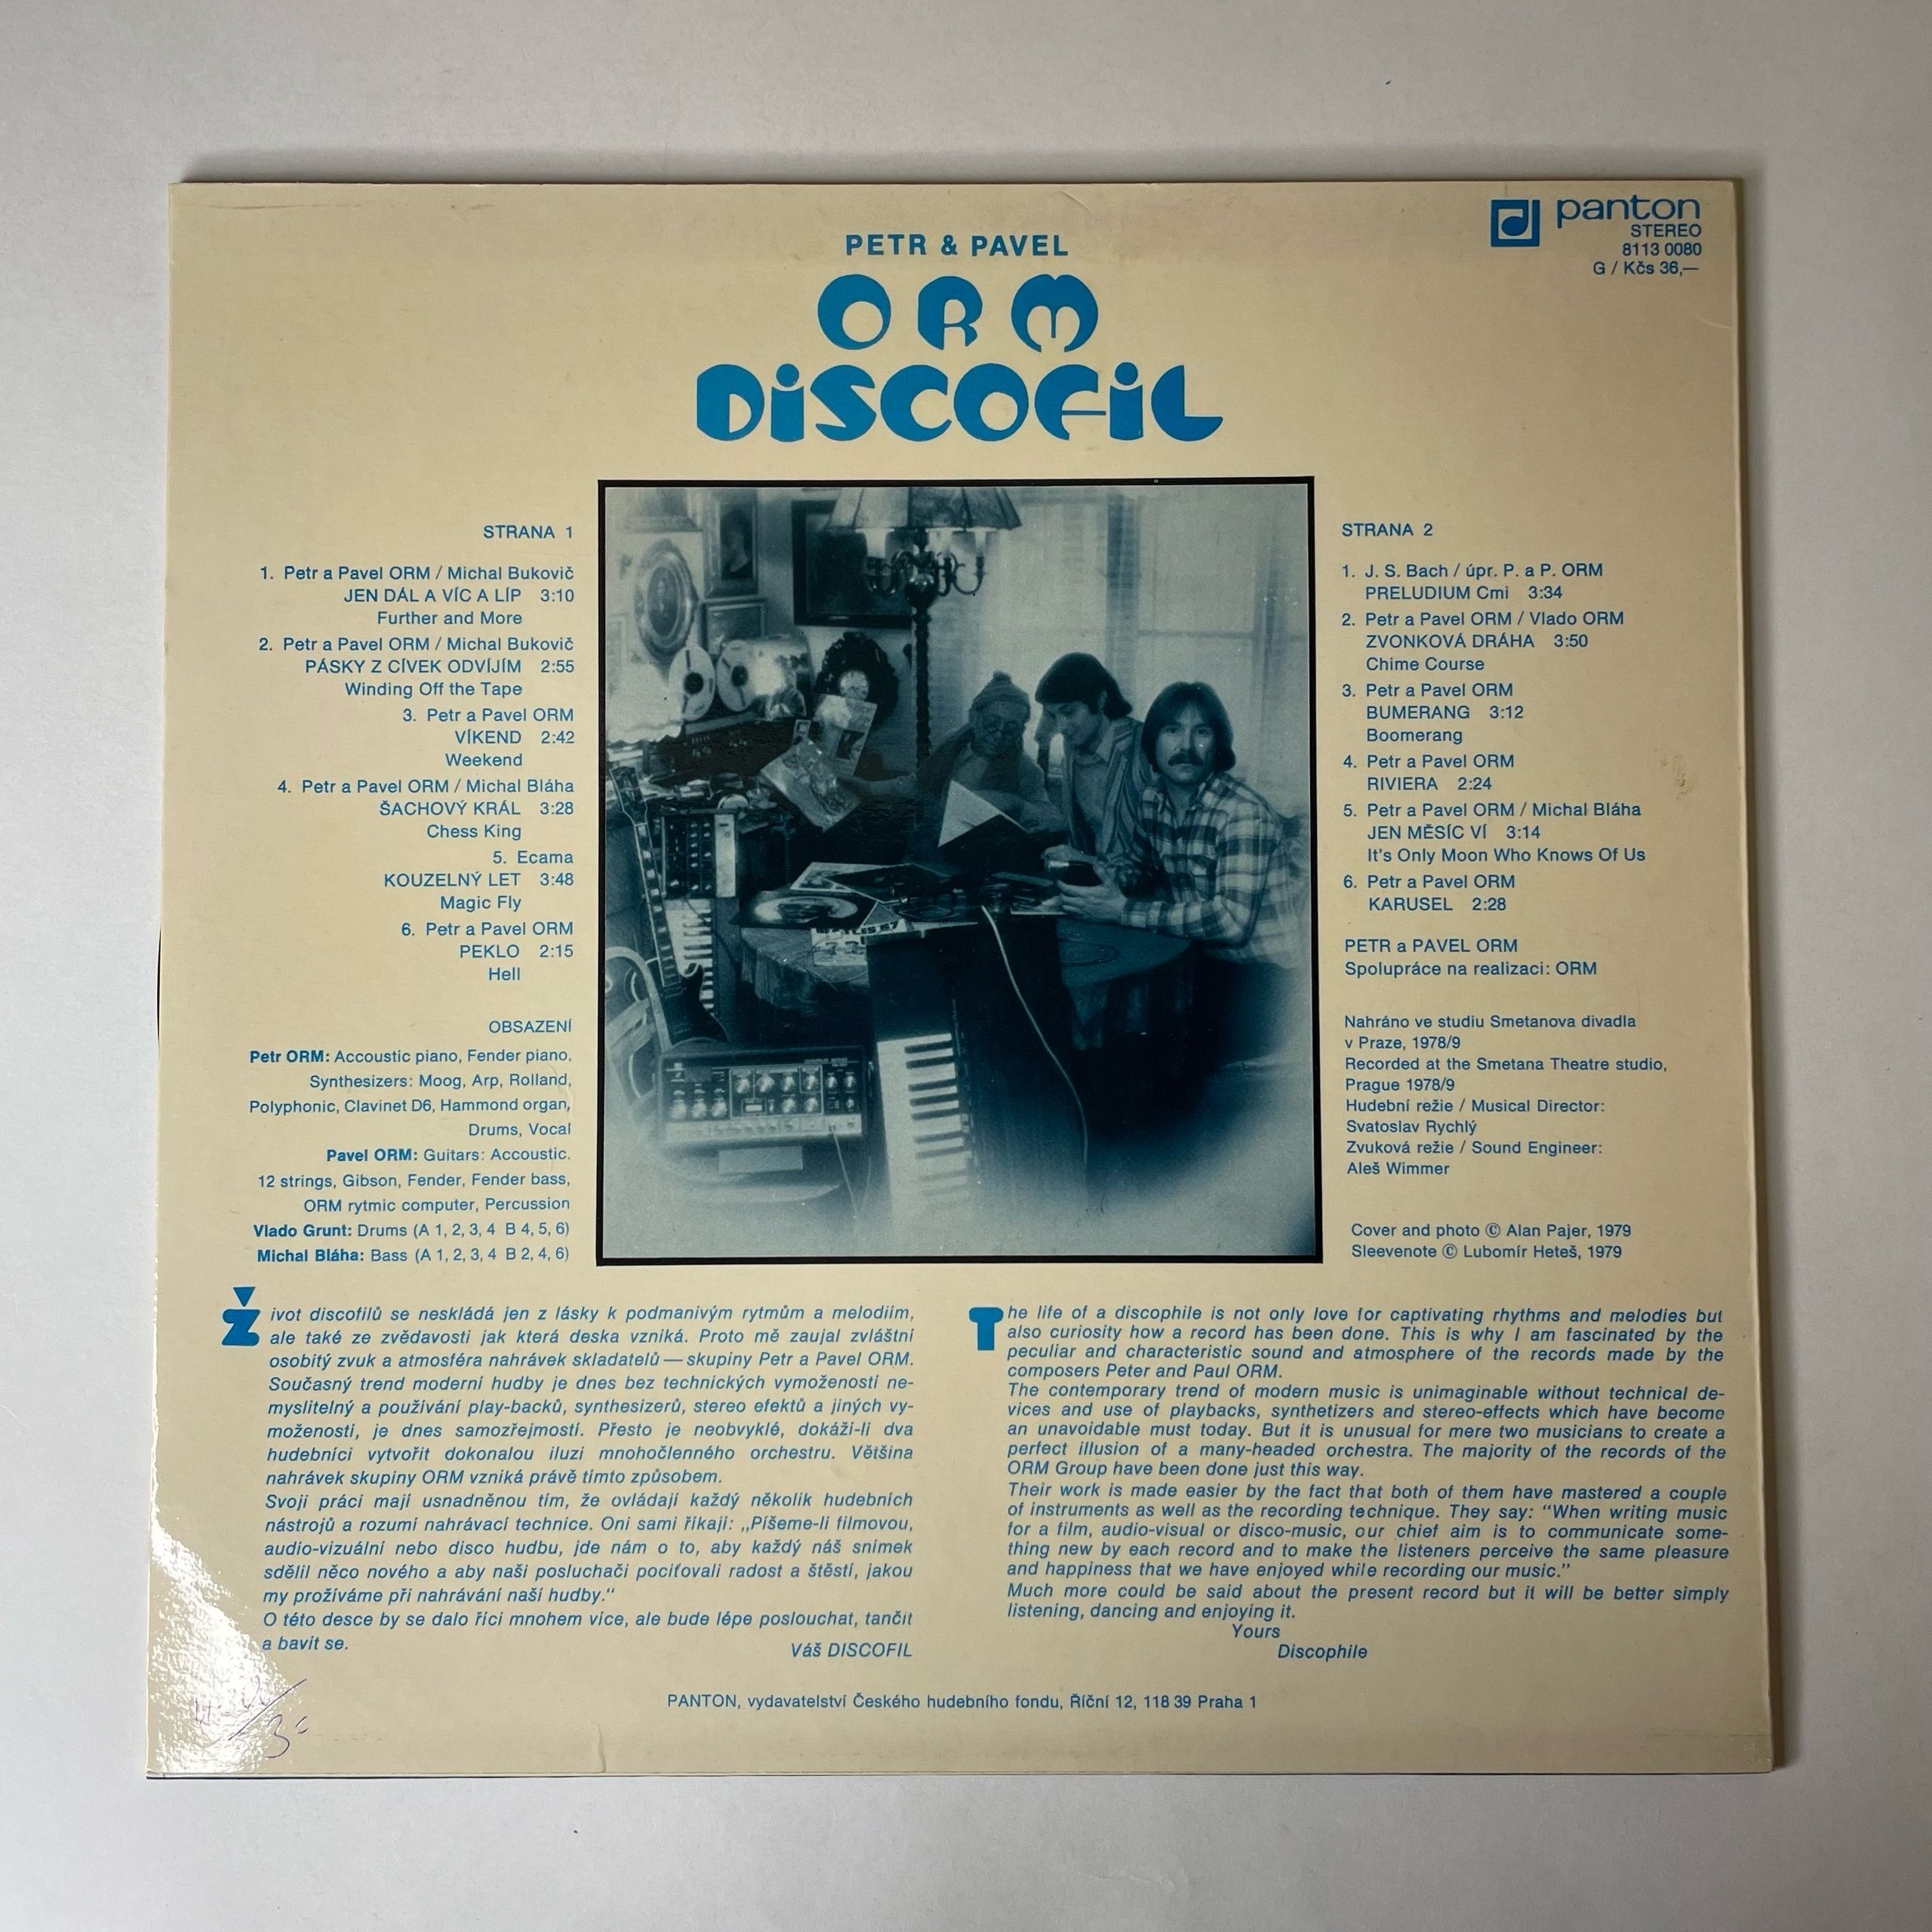 panton
STEREO
8113 0080
G / Kčs 36,—
PETR & PAVEL
ORM
DiSCOFiL
STRANA 1
1. Petr a Pavel ORM / Michal Bukovič
JEN DÁL A VÍC A LÍP 3:10
Further and More
2. Petr a Pavel ORM / Michal Bukovič
PÁSKY Z CÍVEK ODVÍJÍM 2:55
Winding Off the Tape
3. Petr a Pavel ORM
VÍKEND 2:42
Weekend
4. Petr a Pavel ORM / Michal Bláha
ŠACHOVÝ KRÁL 3:28
Chess King
5. Ecama
KOUZELNÝ LET 3:48
Magic Fly
6. Petr a Pavel ORM
PEKLO 2:15
Hell
OBSAZENÍ
Petr ORM: Accoustic piano, Fender piano,
Synthesizers: Moog, Arp, Rolland,
Polyphonic, Clavinet D6, Hammond organ,
Drums, Vocal
Pavel ORM: Guitars: Accoustic.
12 strings, Gibson, Fender, Fender bass,
ORM rytmic computer, Percussion
Vlado Grunt: Drums (A 1, 2, 3, 4 B 4, 5, 6)
Michal Bláha: Bass (A 1, 2, 3, 4 B 2, 4, 6)
STRANA 2
1. J. S. Bach / úpr. P. a P. ORM
PRELUDIUM Cmi 3:34
2. Petr a Pavel ORM / Vlado ORM
ZVONKOVÁ DRÁHA 3:50
Chime Course
3. Petr a Pavel ORM
BUMERANG 3:12
Boomerang
4. Petr a Pavel ORM
RIVIERA 2:24
5. Petr a Pavel ORM / Michal Bláha
JEN MĚSÍC VÍ 3:14
It's Only Moon Who Knows Of Us
6. Petr a Pavel ORM
KARUSEL 2:28
PETR a PAVEL ORM
Spolupráce na realizaci: ORM
Nahráno ve studiu Smetanova divadla
v Praze, 1978/9
Recorded at the Smetana Theatre studio,
Prague 1978/9
Hudební režie / Musical Director:
Svatoslav Rychlý
Zvuková režie / Sound Engineer:
Aleš Wimmer
Cover and photo © Alan Pajer, 1979
Sleevenote © Lubomír Heteš, 1979
Život discofilů se neskládá jen z lásky k podmanivým rytmům a melodiím,
ale také ze zvědavosti jak která deska vzniká. Proto mě zaujal zvláštní
osobitý zvuk a atmosféra nahrávek skladatelů — skupiny Petr a Pavel ORM.
Současný trend moderní hudby je dnes bez technických vymožeností ne-
myslitelný a používání play-backů, synthesizerů, stereo efektů a jiných vy-
možeností, je dnes samozřejmostí. Přesto je neobvyklé, dokáží-li dva
hudebníci vytvořit dokonalou iluzi mnohočlenného orchestru. Většina
nahrávek skupiny ORM vzniká právě tímto způsobem.
Svoji práci mají usnadněnou tím, že ovládají každý několik hudebních
nástrojů a rozumí nahrávací technice. Oni sami říkají: „Píšeme-li filmovou,
audio-vizuální nebo disco hudbu, jde nám o to, aby každý náš snímek
sdělil něco nového a aby naši posluchači pociťovali radost a štěstí, jakou
my prožíváme při nahrávání naší hudby."
O této desce by se dalo říci mnohem více, ale bude lépe poslouchat, tančit
a bavit se.
Váš DISCOFIL
The life of a discophile is not only love for captivating rhythms and melodies but
also curiosity how a record has been done. This is why I am fascinated by the
peculiar and characteristic sound and atmosphere of the records made by the
composers Peter and Paul ORM.
The contemporary trend of modern music is unimaginable without technical de-
vices and use of playbacks, synthetizers and stereo-effects which have become
an unavoidable must today. But it is unusual for mere two musicians to create a
perfect illusion of a many-headed orchestra. The majority of the records of the
ORM Group have been done just this way.
Their work is made easier by the fact that both of them have mastered a couple
of instruments as well as the recording technique. They say: "When writing music
for a film, audio-visual or disco-music, our chief aim is to communicate some-
thing new by each record and to make the listeners perceive the same pleasure
and happiness that we have enjoyed while recording our music."
Much more could be said about the present record but it will be better simply
listening, dancing and enjoying it.
Yours
Discophile
PANTON, vydavatelství Českého hudebního fondu, Říční 12, 118 39 Praha 1